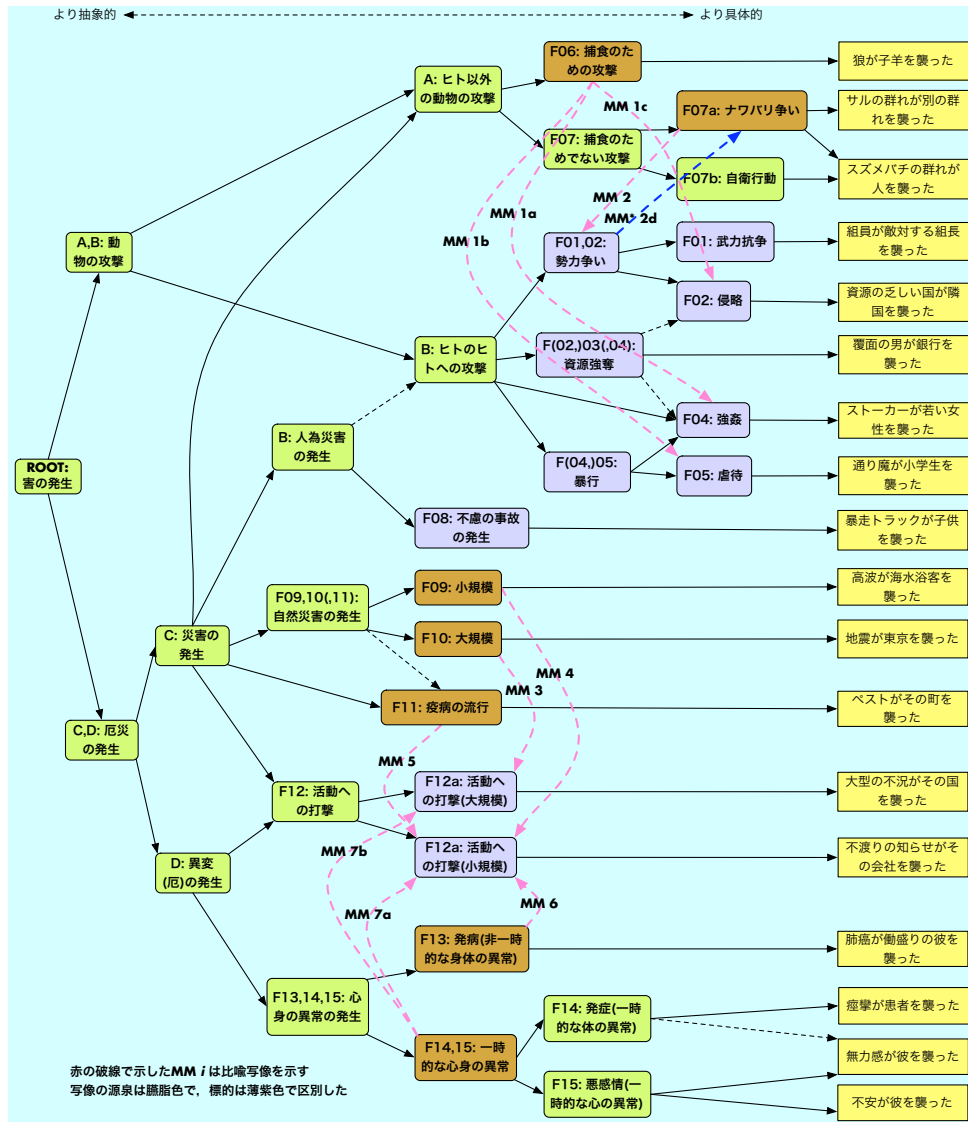 より抽象的
より具体的
F06: 捕食のた
めの攻撃
狼が子羊を襲った
A: ヒト以外
の動物の攻撃
MM 1c
F07a: ナワバリ争い
サルの群れが別の群
れを襲った
F07: 捕食のた
めでない攻撃
F07b: 自衛行動
スズメバチの群れが
人を襲った
MM 2
MM 1a
MM* 2d
MM 1b
A,B: 動
物の攻撃
F01,02:
勢力争い
F01: 武力抗争
組員が敵対する組長
を襲った
F02: 侵略
資源の乏しい国が隣
国を襲った
B: ヒトのヒ
トへの攻撃
F(02,)03(,04):
資源強奪
覆面の男が銀行を
襲った
F04: 強姦
ストーカーが若い女
性を襲った
B: 人為災害
の発生
F(04,)05:
暴行
F05: 虐待
通り魔が小学生を
襲った
ROOT:
害の発生
F08: 不慮の事故
の発生
暴走トラックが子供
を襲った
F09,10(,11):
自然災害の発生
F09: 小規模
高波が海水浴客を
襲った
C: 災害の
発生
F10: 大規模
地震が東京を襲った
MM 4
MM 3
F11: 疫病の流行
ペストがその町を
襲った
C,D: 厄災
の発生
MM 5
F12: 活動へ
の打撃
F12a: 活動へ
の打撃(大規模)
大型の不況がその国
を襲った
MM 7b
F12a: 活動へ
の打撃(小規模)
不渡りの知らせがそ
の会社を襲った
D: 異変
(厄)の発生
MM 7a
MM 6
F13: 発病(非一時
的な身体の異常)
肺癌が働盛りの彼を
襲った
F13,14,15: 心
身の異常の発生
F14: 発症(一時
的な体の異常)
痙攣が患者を襲った
F14,15: 一時
的な心身の異常
無力感が彼を襲った
F15: 悪感情(一
時的な心の異常)
不安が彼を襲った
赤の破線で示したMM i は比喩写像を示す
写像の源泉は臙脂色で，標的は薄紫色で区別した